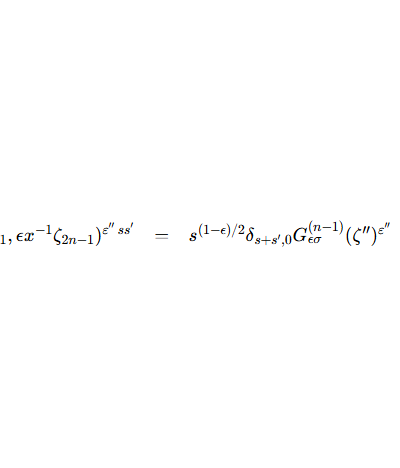 $_{1}, \epsilon x^{-1} \zeta_{2n-1})^{\varepsilon'' \, s s'} \quad = \quad s^{(1-\epsilon)/2} \delta_{s+s',0} G^{(n-1)}_{\epsilon\sigma} (\zeta'')^{\varepsilon''}$